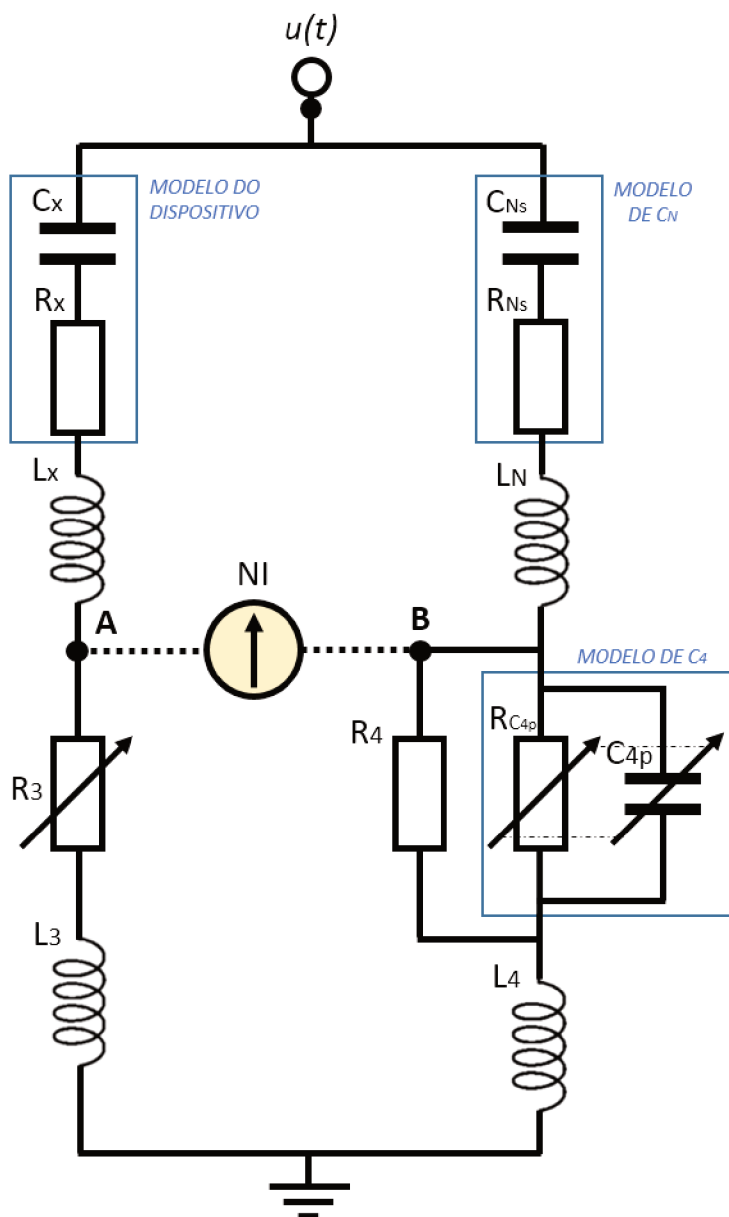 u(t)
MODELO DO
DISPOSITIVO
Cx
Rx
Lx
MODELO
DE CN
CNs
RNs
LN
NI
A
B
MODELO DE C4
R3
R4
RC4p
C4p
L3
L4